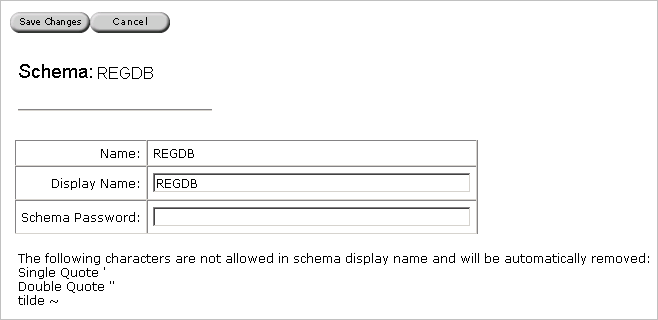 Save Changes Cancel
Schema: REGDB
Name: REGDB
Display Name: REGDB
Schema Password:
The following characters are not allowed in schema display name and will be automatically removed:
Single Quote '
Double Quote "
tilde ~